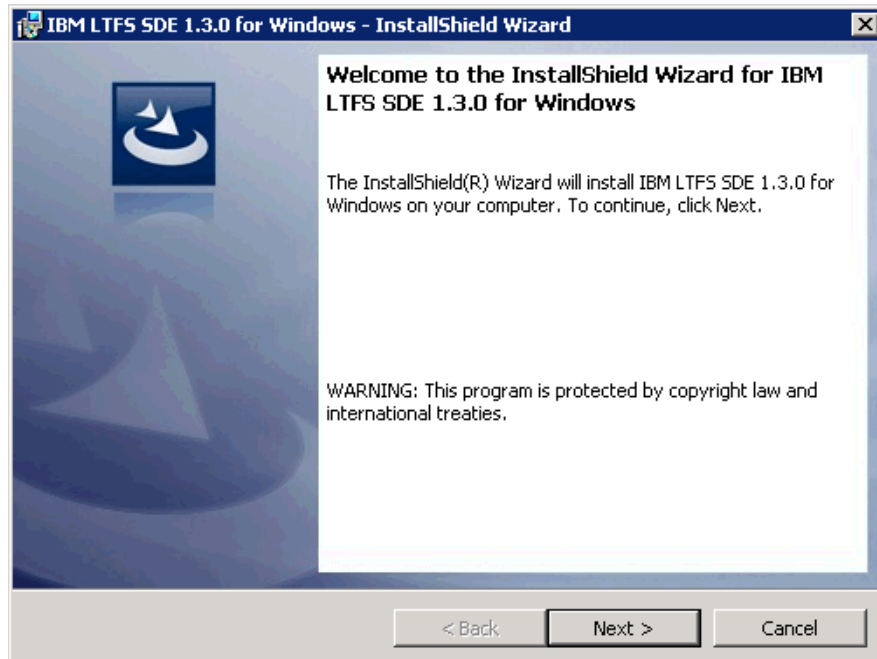 IBM LTFS SDE 1.3.0 for Windows - InstallShield Wizard
Welcome to the InstallShield Wizard for IBM
LTFS SDE 1.3.0 for Windows
The InstallShield(R) Wizard will install IBM LTFS SDE 1.3.0 for
Windows on your computer. To continue, click Next.
WARNING: This program is protected by copyright law and
international treaties.
< Back
Next >
Cancel